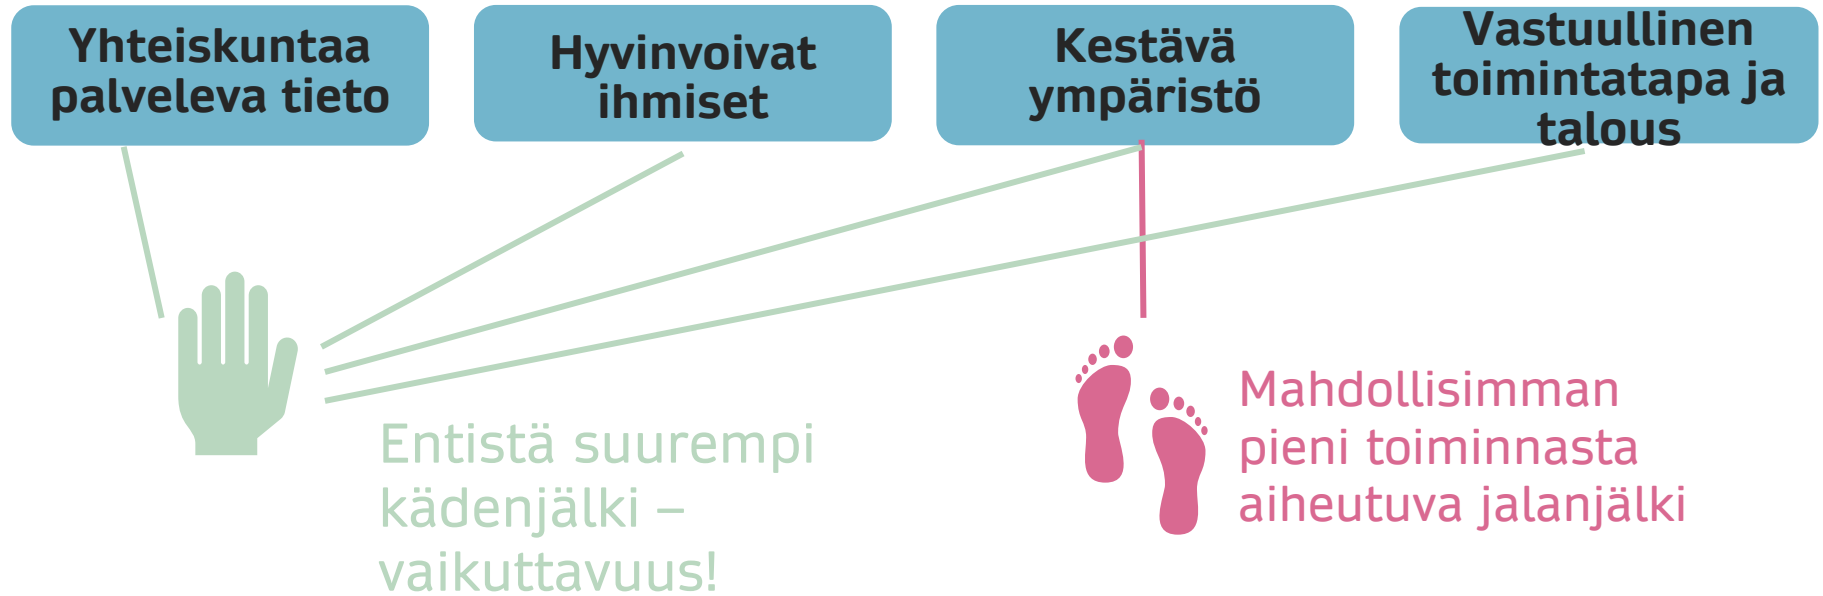 Yhteiskuntaa
palveleva tieto
Hyvinvoivat
ihmiset
Kestävä
ympäristö
Vastuullinen
toimintatapa ja
talous
Entistä suurempi
kädenjälki –
vaikuttavuus!
Mahdollisimman
pieni toiminnasta
aiheutuva jalanjälki